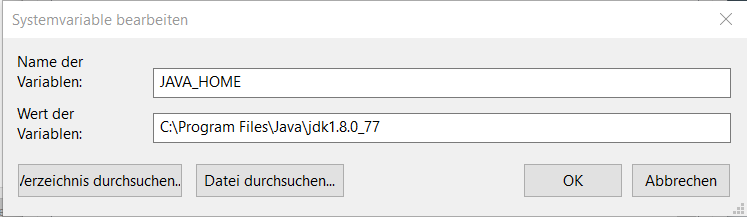 Systemvariable bearbeiten
Name der
Variablen:
JAVA_HOME
Wert der
Variablen:
C:\Program Files\Java\jdk1.8.0_77
Verzeichnis durchsuchen...
Datei durchsuchen...
OK
Abbrechen